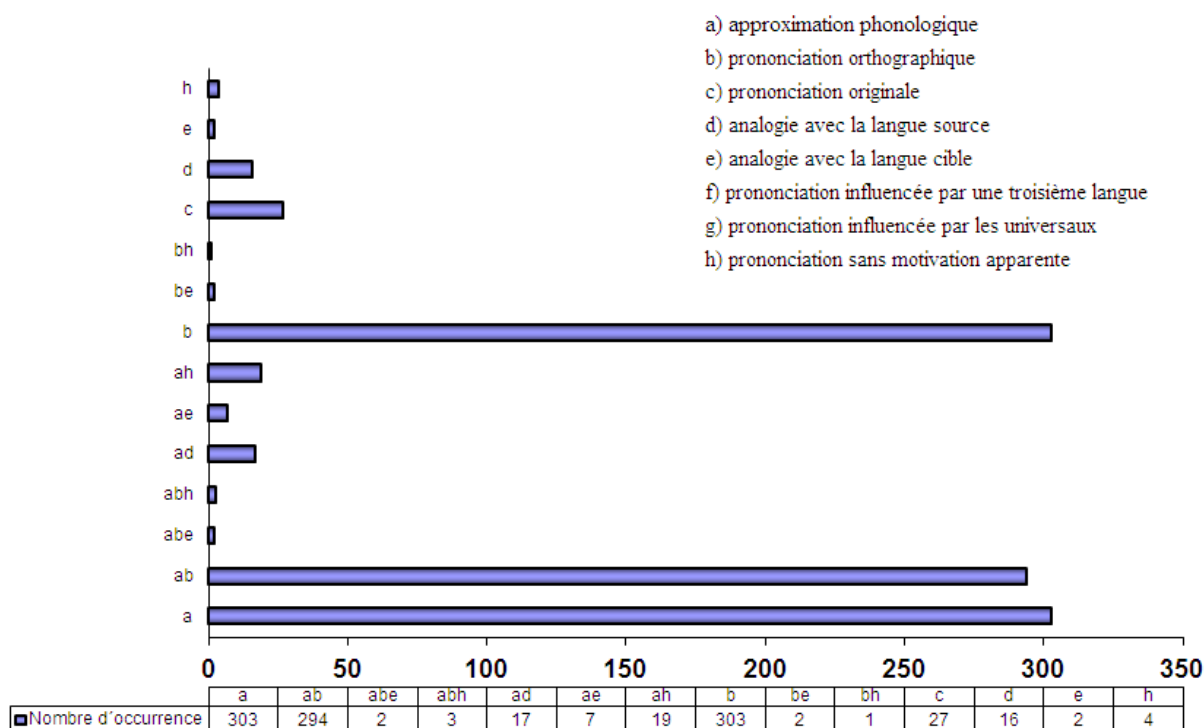 a) approximation phonologique
b) prononciation orthographique
c) prononciation originale
d) analogie avec la langue source
e) analogie avec la langue cible
f) prononciation influencée par une troisième langue
g) prononciation influencée par les universaux
h) prononciation sans motivation apparente
h
e
d
c
bh
be
b
ah
ae
ad
abh
abe
ab
a
0 50 100 150 200 250 300 350
a ab abe abh ad ae ah b be bh c d e h
Nombre d´occurrence 303 294 2 3 17 7 19 303 2 1 27 16 2 4